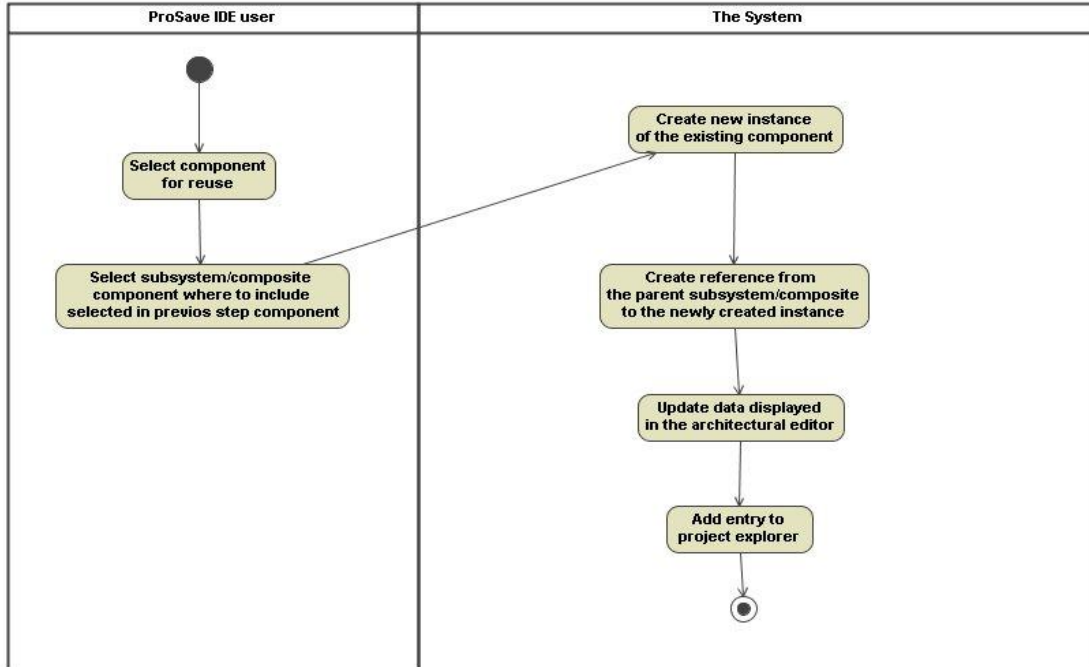 ProSave IDE user
The System
Select component
for reuse
Select subsystem/composite
component where to include
selected in previos step component
Create new instance
of the existing component
Create reference from
the parent subsystem/composite
to the newly created instance
Update data displayed
in the architectural editor
Add entry to
project explorer